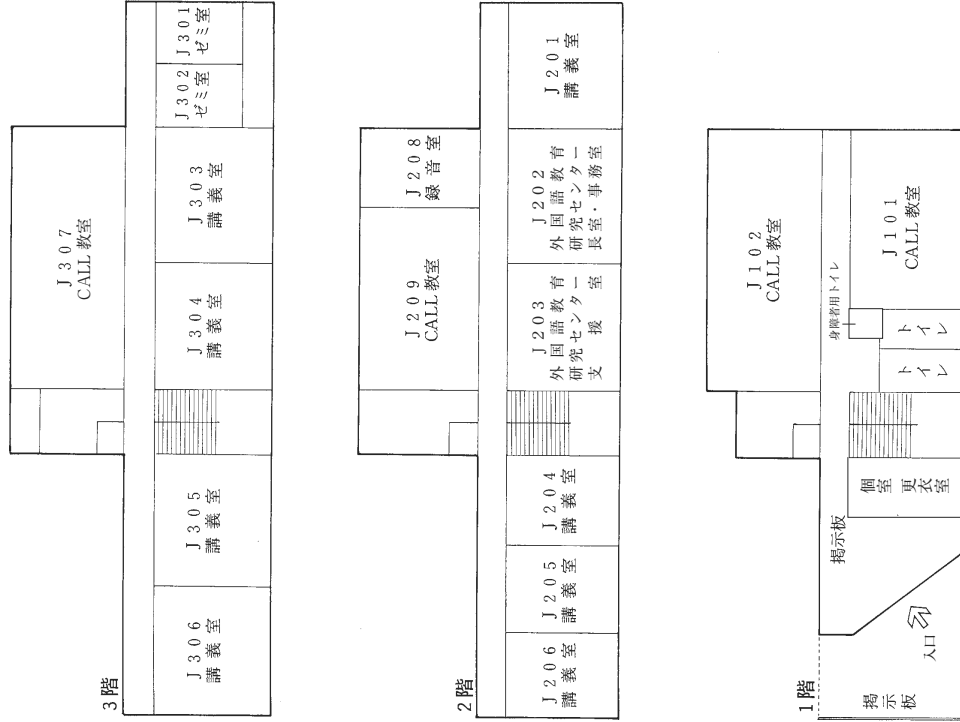 3階
J307
CALL教室
J306
講義室
J305
講義室
J304
講義室
J303
講義室
J302
ゼミ室
J301
ゼミ室
2階
J209
CALL教室
J208
録音室
J206
講義室
J205
講義室
J204
講義室
J203
外国語教育
研究センター
支援室
J202
外国語教育
研究センター
長室・事務室
J201
講義室
1階
J102
CALL教室
掲示板
身障者用トイレ
掲示板
入口
個室
更衣室
トイレ
トイレ
J101
CALL教室